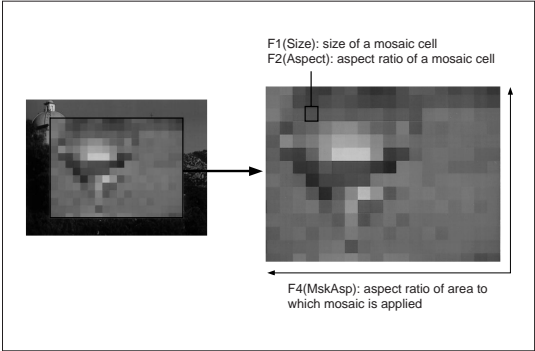 F1(Size): size of a mosaic cell
F2(Aspect): aspect ratio of a mosaic cell
F4(MskAsp): aspect ratio of area to
which mosaic is applied